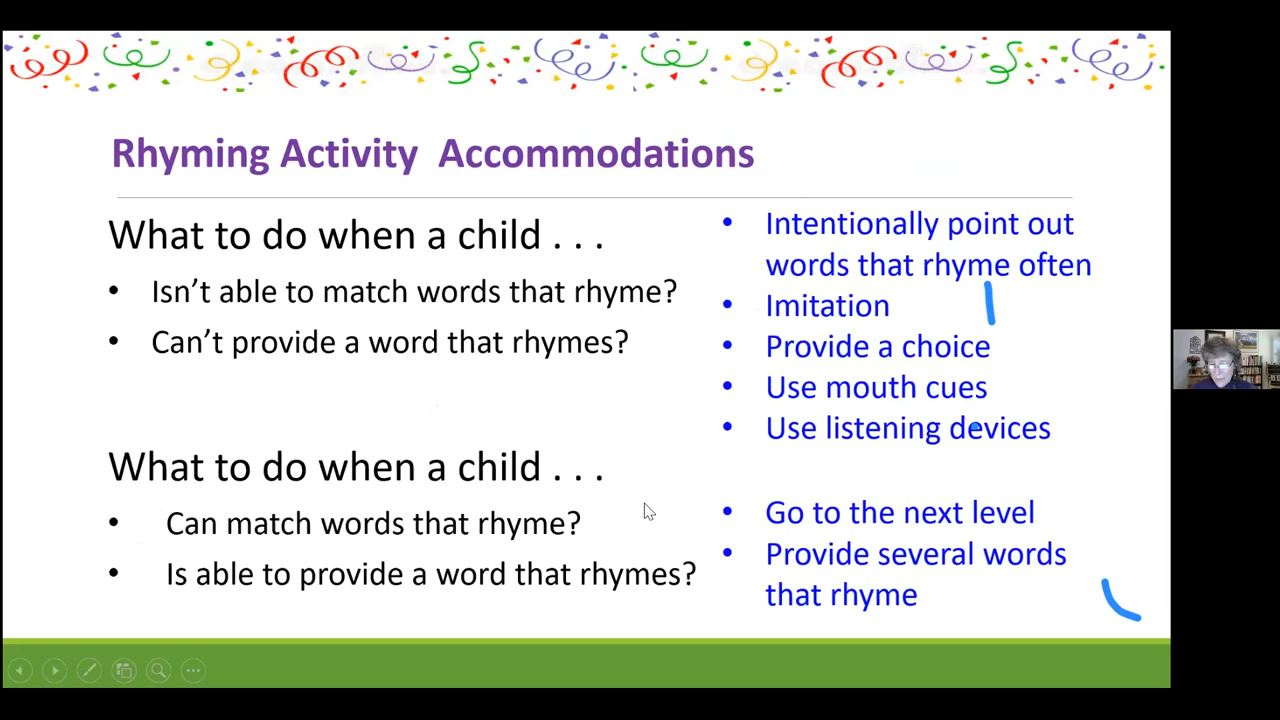 Rhyming Activity Accommodations
What to do when a child . . .
• Isn't able to match words that rhyme?
• Can't provide a word that rhymes?
• Intentionally point out
words that rhyme often
• Imitation
• Provide a choice
• Use mouth cues
• Use listening devices
What to do when a child . . .
• Can match words that rhyme?
• Is able to provide a word that rhymes?
• Go to the next level
• Provide several words
that rhyme